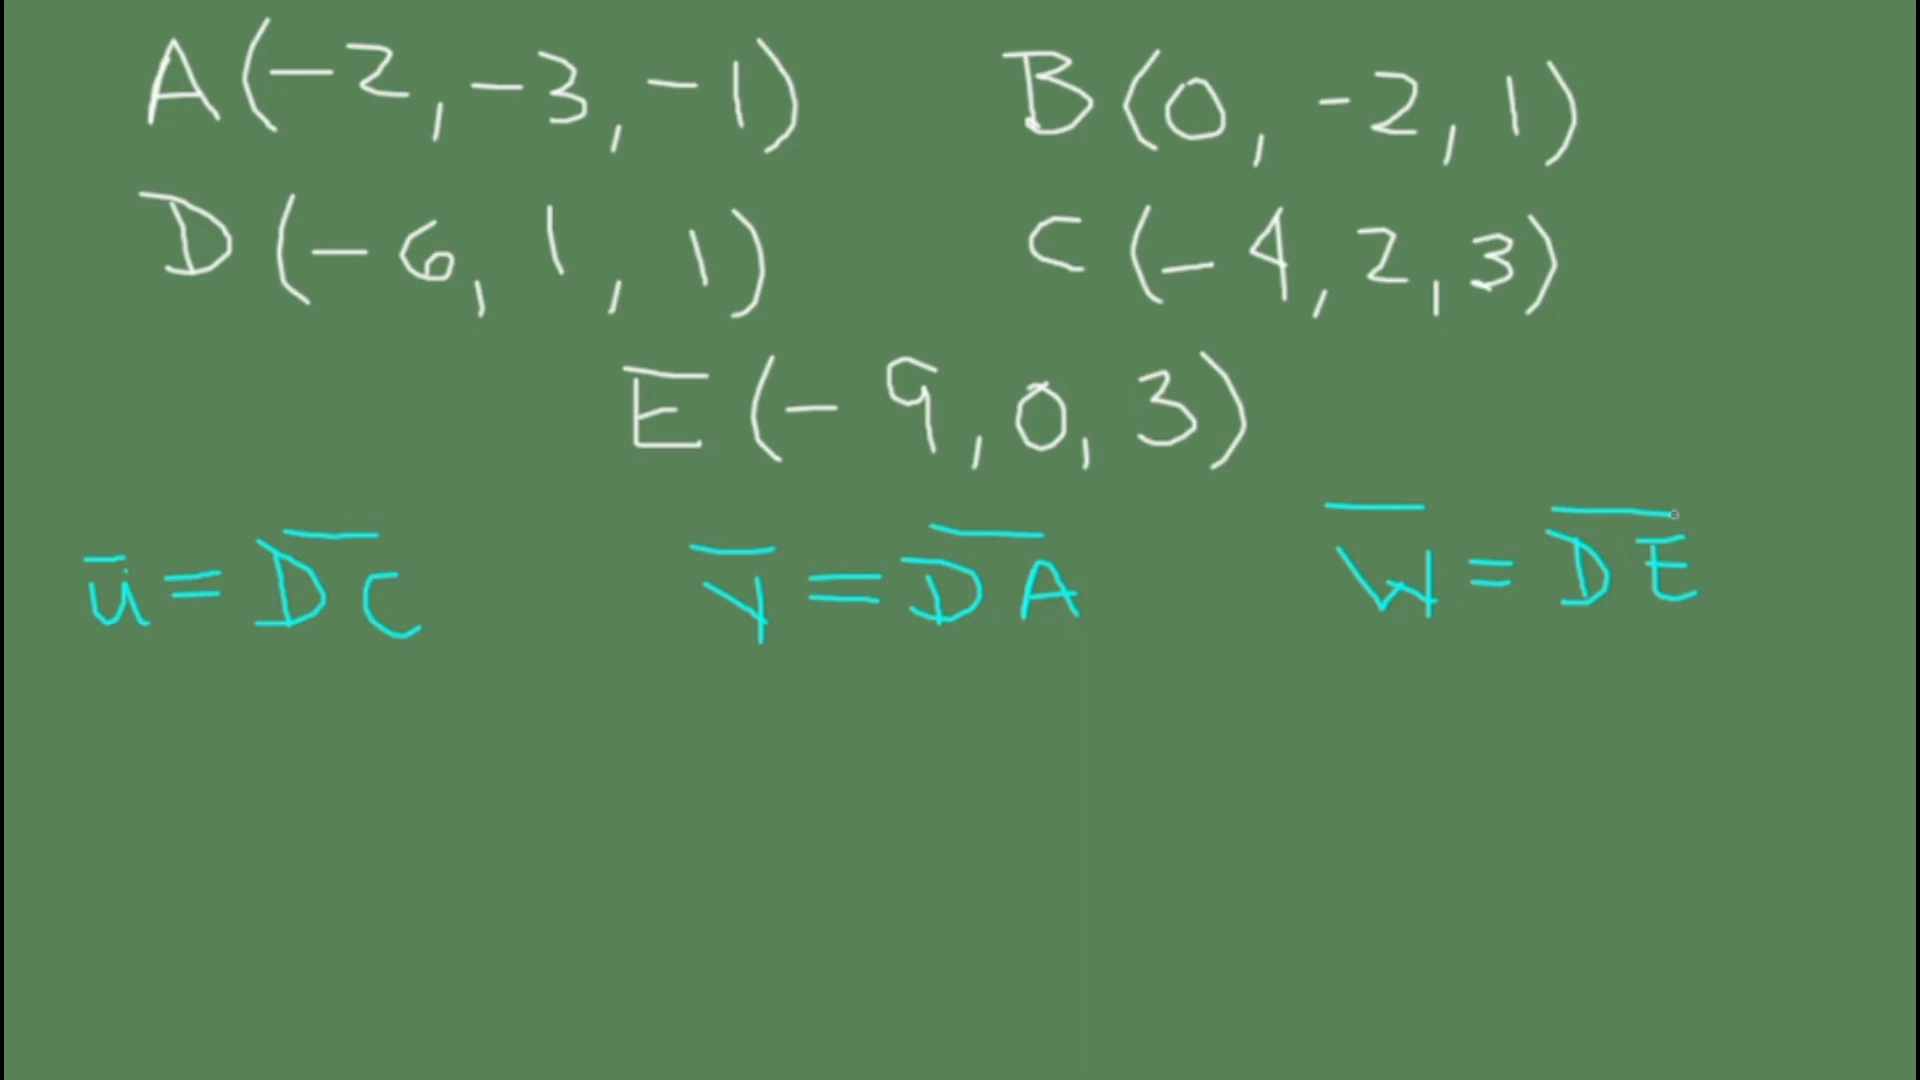 A(-2,-3,-1) B(0,-2,1)
D(-6,1,1) C(-4,2,3)
E(-9,0,3)
u̅ = D̅C̅ v̅ = D̅A̅ w̅ = D̅E̅